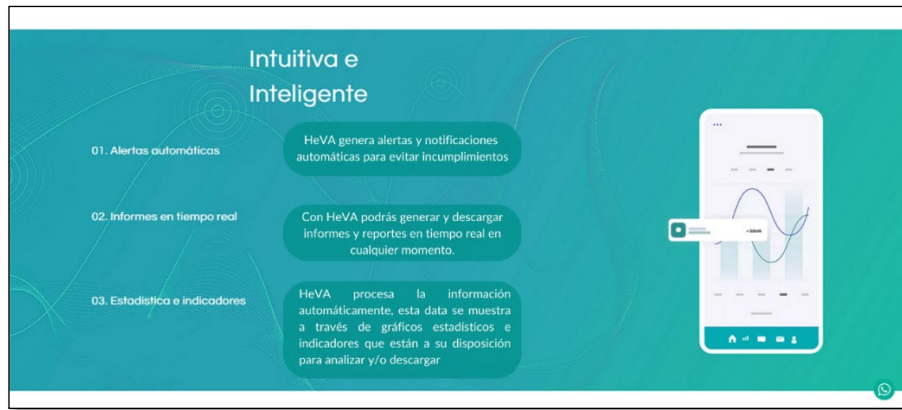 Intuitiva e
Inteligente
01. Alertas automáticas
HeVA genera alertas y notificaciones
automáticas para evitar incumplimientos
02. Informes en tiempo real
Con HeVA podrás generar y descargar
informes y reportes en tiempo real en
cualquier momento.
03. Estadística e indicadores
HeVA procesa la información
automáticamente, esta data se muestra
a través de gráficos estadísticos e
indicadores que están a su disposición
para analizar y/o descargar